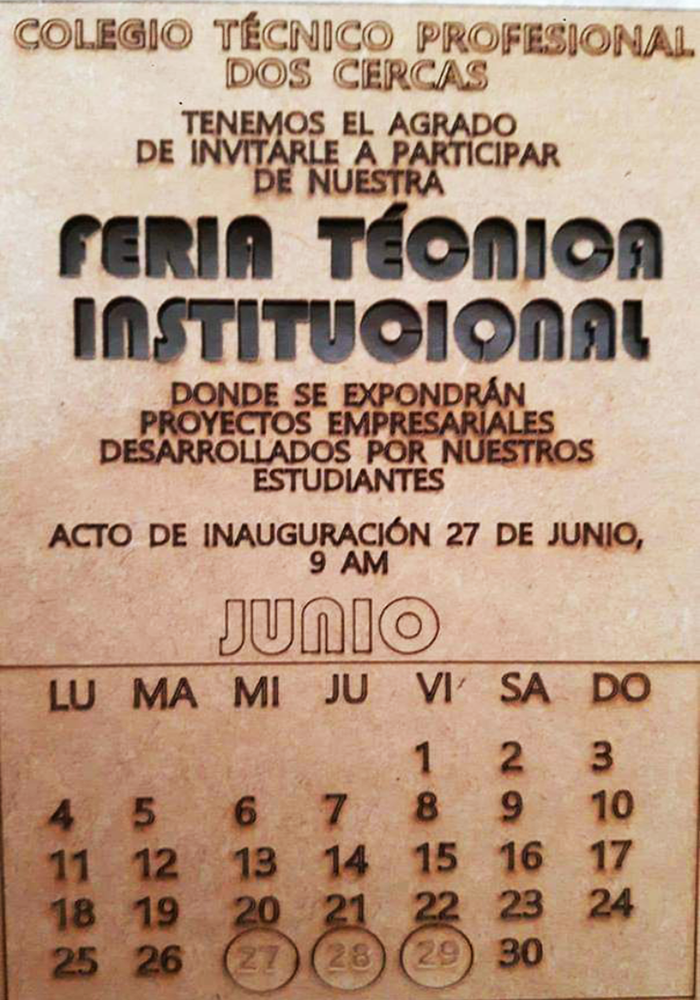 COLEGIO TÉCNICO PROFESIONAL
DOS CERCAS
TENEMOS EL AGRADO
DE INVITARLE A PARTICIPAR
DE NUESTRA
FERIA TÉCNICA
INSTITUCIONAL
DONDE SE EXPONDRÁN
PROYECTOS EMPRESARIALES
DESARROLLADOS POR NUESTROS
ESTUDIANTES
ACTO DE INAUGURACIÓN 27 DE JUNIO,
9 AM
JUNIO
LU MA MI JU VI SA DO
1 2 3
4 5 6 7 8 9 10
11 12 13 14 15 16 17
18 19 20 21 22 23 24
25 26 27 28 29 30